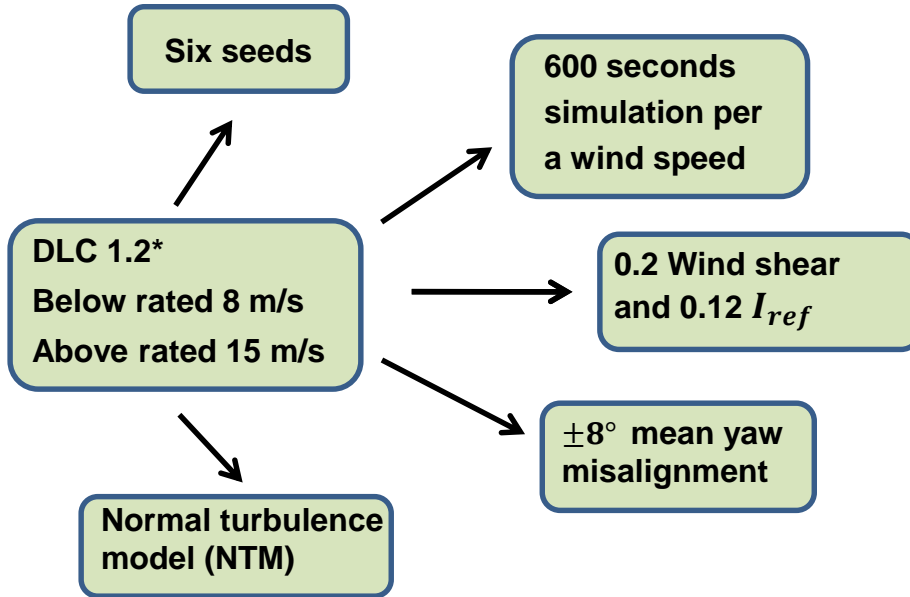 Six seeds
600 seconds
simulation per
a wind speed
DLC 1.2*
Below rated 8 m/s
Above rated 15 m/s
0.2 Wind shear
and 0.12 I_ref
±8° mean yaw
misalignment
Normal turbulence
model (NTM)